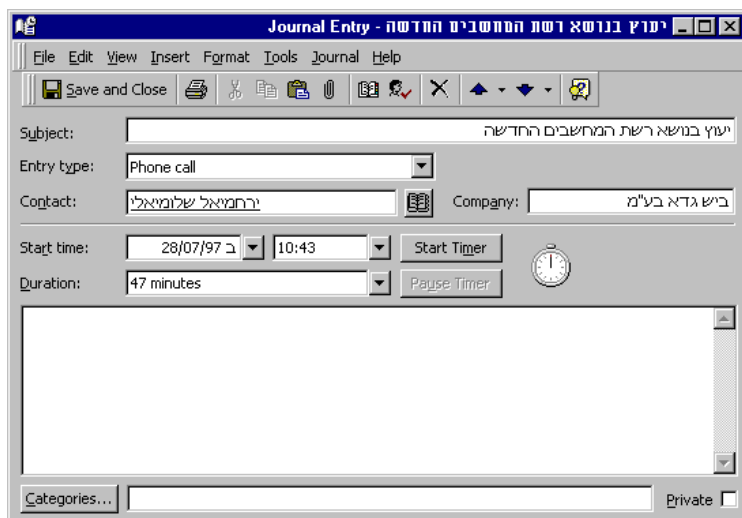 Journal Entry - יעוץ בנושא רשת המחשבים החדשה
File Edit View Insert Format Tools Journal Help
Save and Close
Subject: יעוץ בנושא רשת המחשבים החדשה
Entry type: Phone call
Contact: ירחמיאל שלומיאלי Company: ביש גדא בע"מ
Start time: ב 28/07/97 10:43 Start Timer
Duration: 47 minutes Pause Timer
Categories... Private